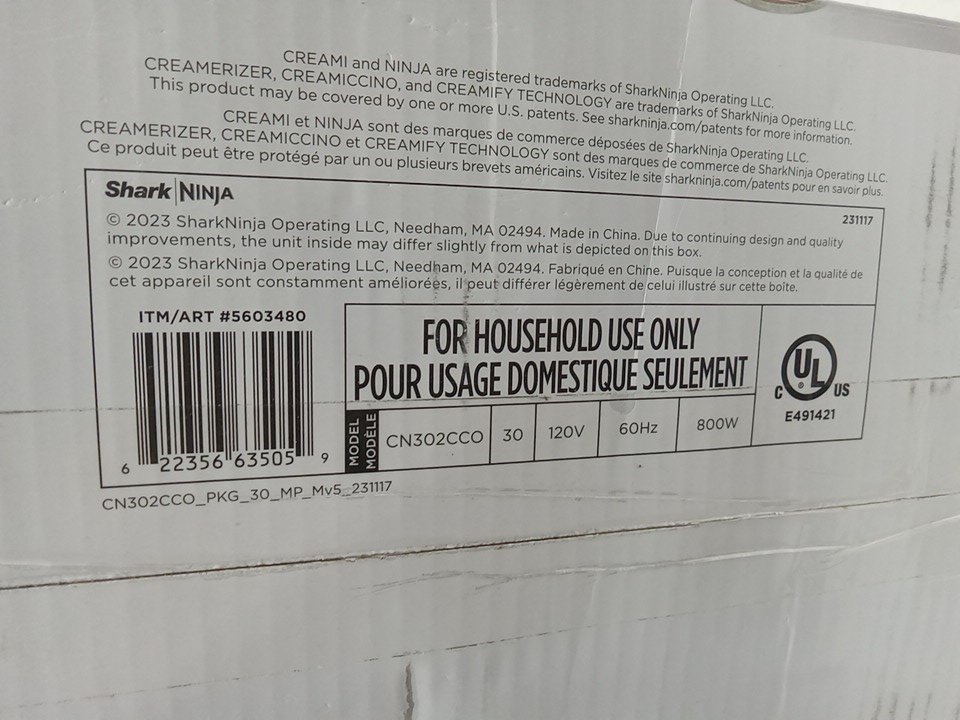 CREAMI and NINJA are registered trademarks of SharkNinja Operating LLC.
CREAMERIZER, CREAMICCINO, and CREAMIFY TECHNOLOGY are trademarks of SharkNinja Operating LLC.
This product may be covered by one or more U.S. patents. See sharkninja.com/patents for more information.
CREAMI et NINJA sont des marques de commerce déposées de SharkNinja Operating LLC.
CREAMERIZER, CREAMICCINO et CREAMIFY TECHNOLOGY sont des marques de commerce de SharkNinja Operating LLC.
Ce produit peut être protégé par un ou plusieurs brevets américains. Visitez le site sharkninja.com/patents pour en savoir plus.
Shark | NINJA
231117
© 2023 SharkNinja Operating LLC, Needham, MA 02494. Made in China. Due to continuing design and quality
improvements, the unit inside may differ slightly from what is depicted on this box.
© 2023 SharkNinja Operating LLC, Needham, MA 02494. Fabriqué en Chine. Puisque la conception et la qualité de
cet appareil sont constamment améliorées, il peut différer légèrement de celui illustré sur cette boîte.
ITM/ART #5603480
6 22356 63505 9
FOR HOUSEHOLD USE ONLY
POUR USAGE DOMESTIQUE SEULEMENT
MODEL
MODÈLE
CN302CCO 30 120V 60Hz 800W
C UL US
E491421
CN302CCO_PKG_30_MP_Mv5_231117